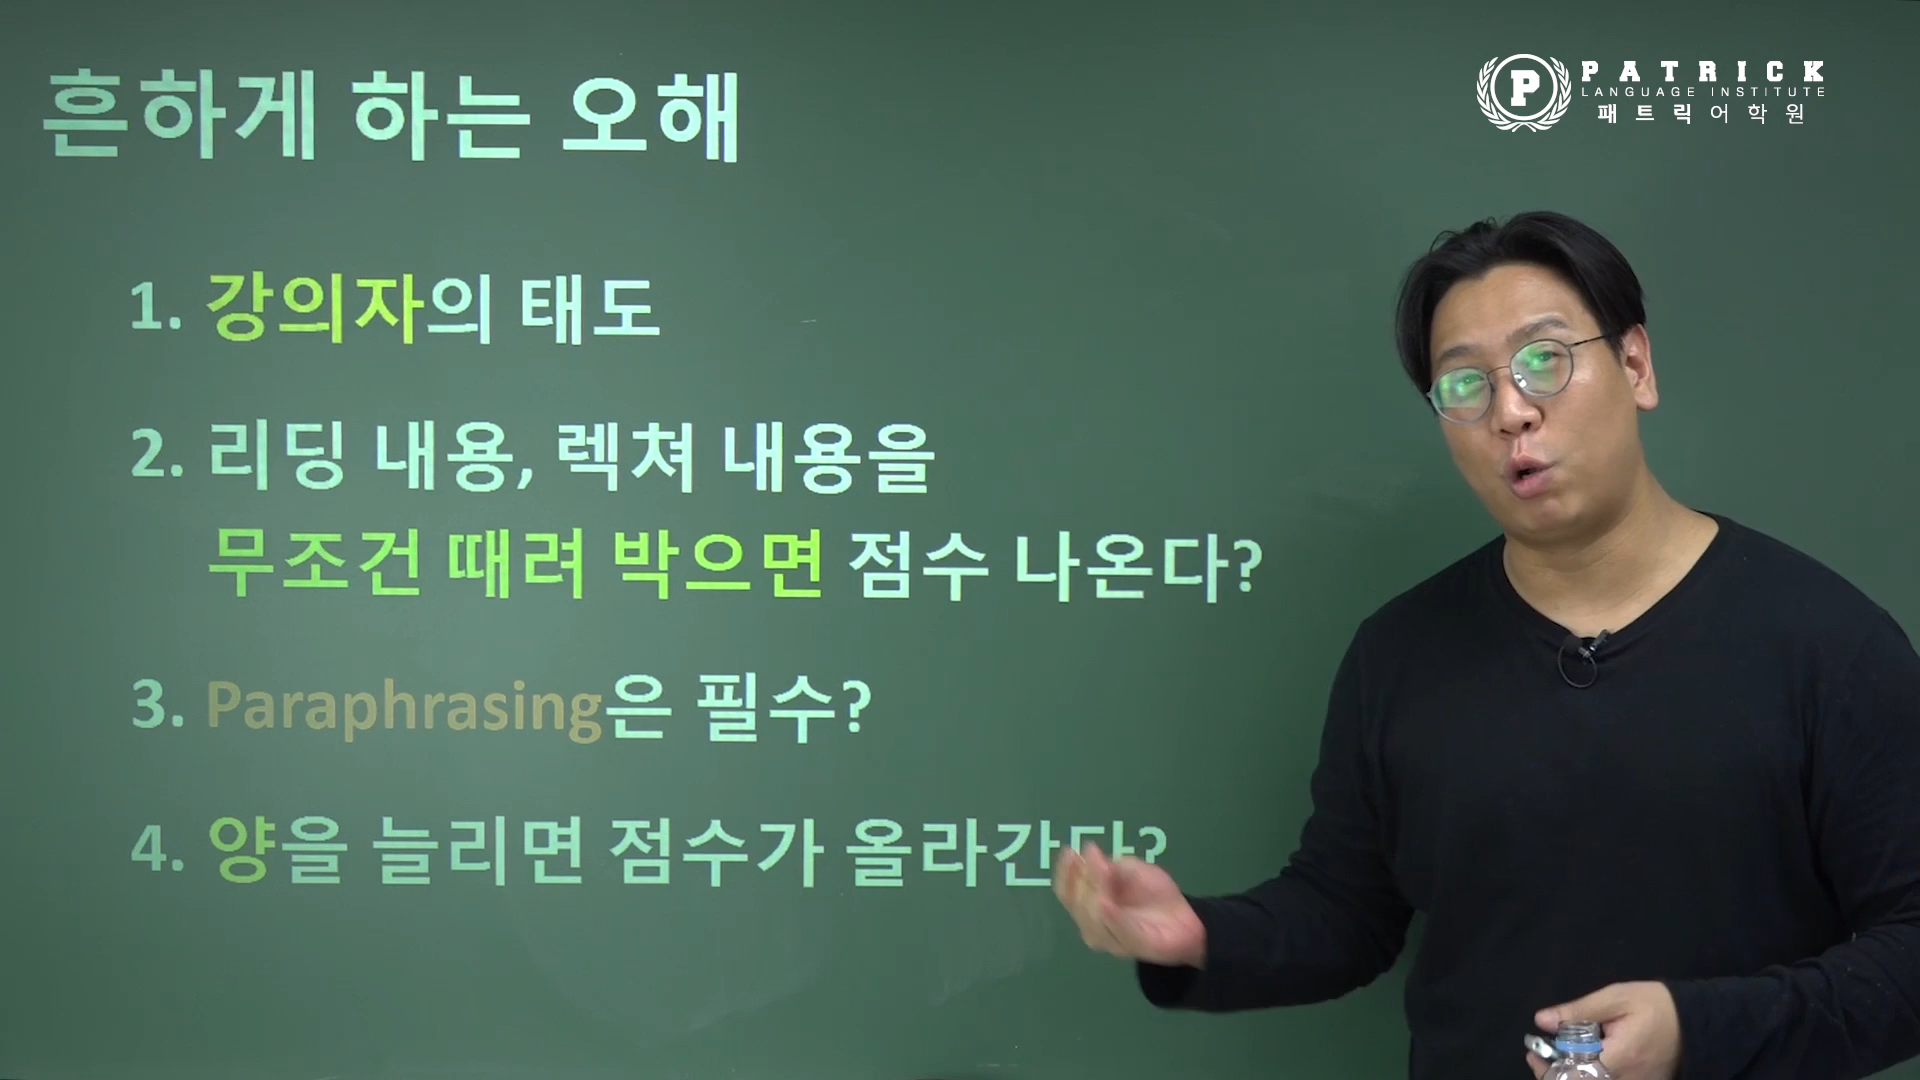 흔하게 하는 오해
PATRICK
LANGUAGE INSTITUTE
패트릭어학원
P
1. 강의자의 태도
2. 리딩 내용, 렉쳐 내용을
무조건 때려 박으면 점수 나온다?
3. Paraphrasing은 필수?
4. 양을 늘리면 점수가 올라간다?